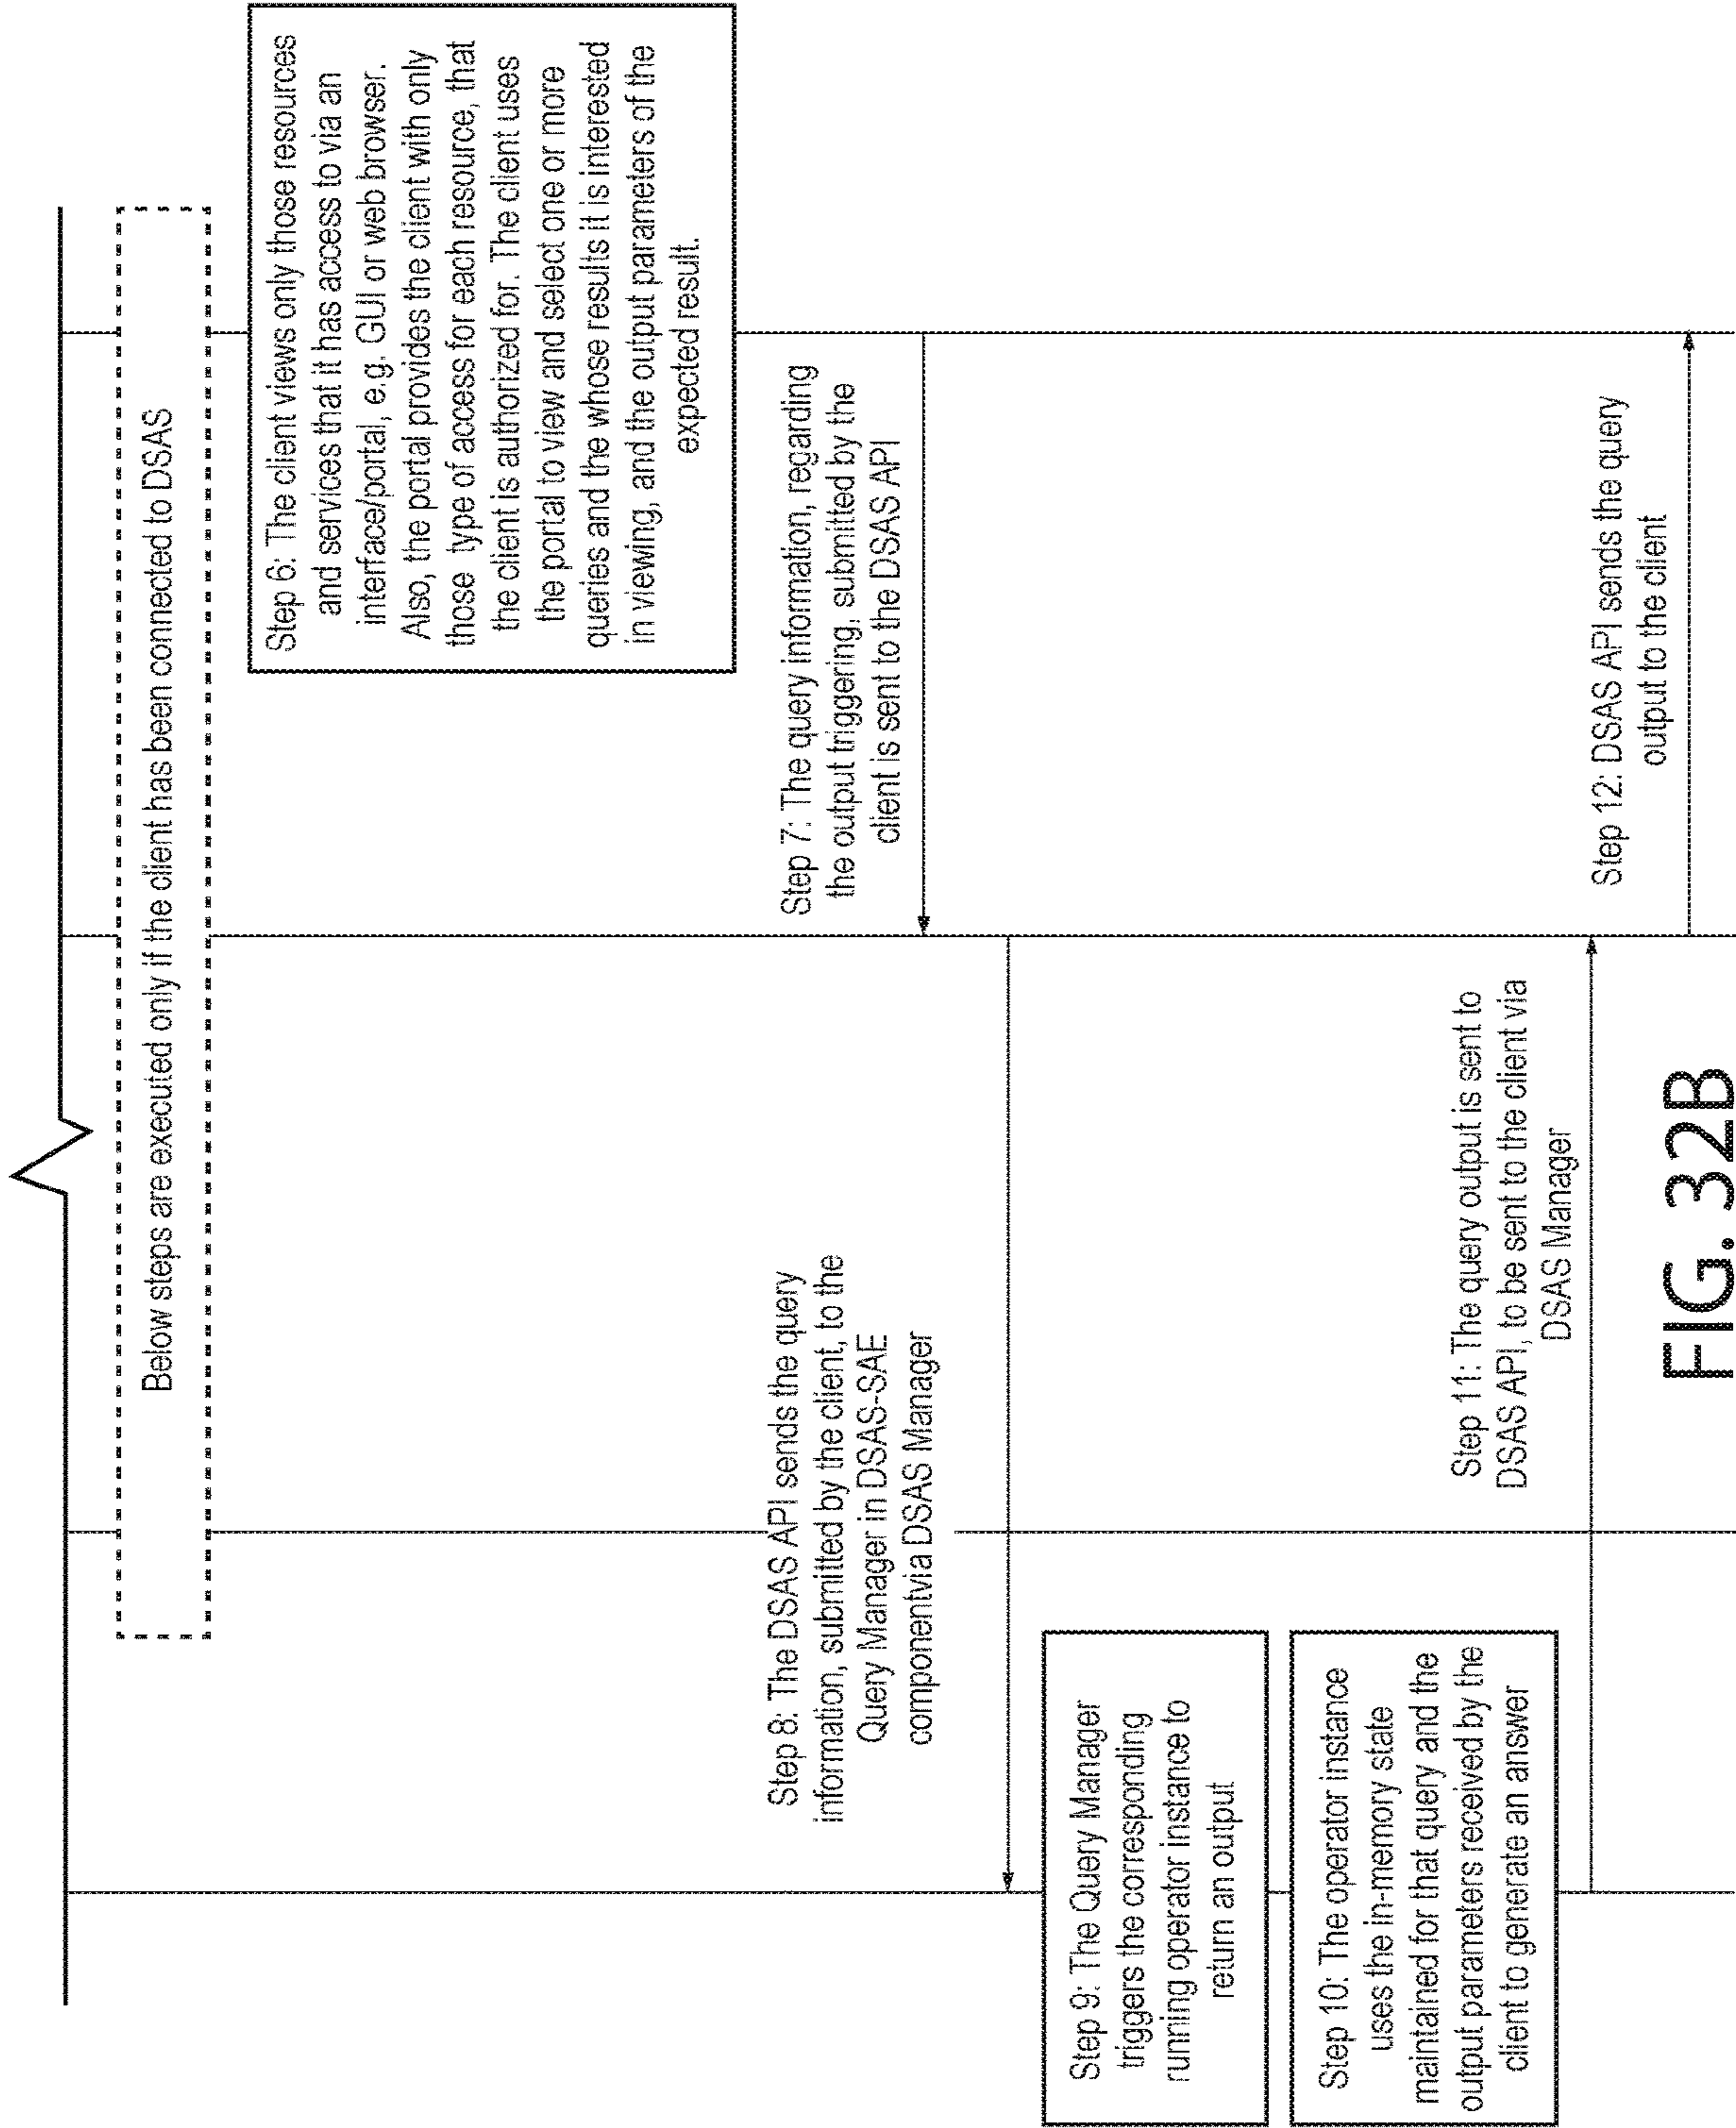 Below steps are executed only if the client has been connected to DSAS
Step 6: The client views only those resources
and services that it has access to via an
interface/portal, e.g. GUI or web browser.
Also, the portal provides the client with only
those type of access for each resource, that
the client is authorized for. The client uses
the portal to view and select one or more
queries and the whose results it is interested
in viewing, and the output parameters of the
expected result.
Step 7: The query information, regarding
the output triggering, submitted by the
client is sent to the DSAS API
Step 8: The DSAS API sends the query
information, submitted by the client, to the
Query Manager in DSAS-SAE
componentvia DSAS Manager
Step 9: The Query Manager
triggers the corresponding
running operator instance to
return an output
Step 10: The operator instance
uses the in-memory state
maintained for that query and the
output parameters received by the
client to generate an answer
Step 11: The query output is sent to
DSAS API, to be sent to the client via
DSAS Manager
Step 12: DSAS API sends the query
output to the client
FIG. 32B